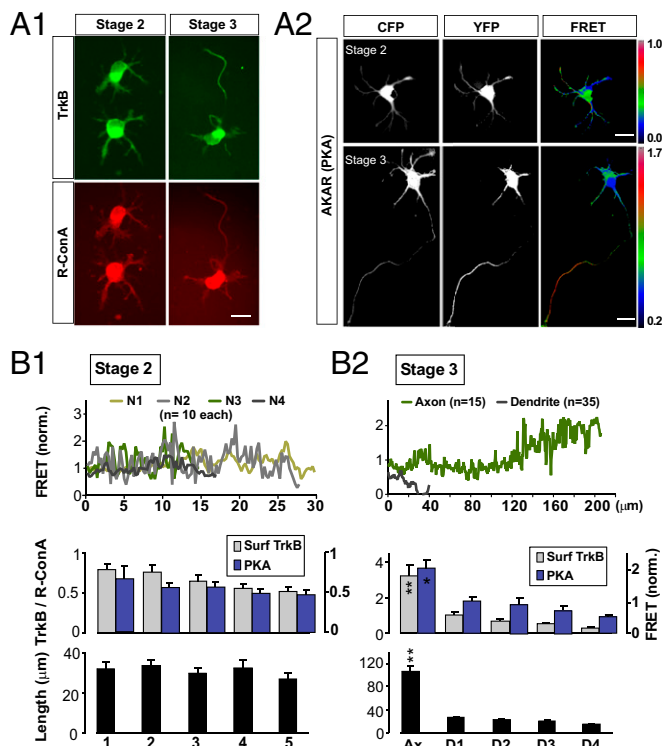 A1
Stage 2 Stage 3
TrkB
R-ConA
A2
CFP YFP FRET
AKAR (PKA)
Stage 2
1.0
0.0
Stage 3
1.7
0.2
B1 Stage 2
N1 N2 N3 N4
(n= 10 each)
FRET (norm.)
3
2
1
0
0 5 10 15 20 25 30
B2 Stage 3
Axon (n=15) Dendrite (n=35)
2
1
0
0 40 80 120 160 200 (μm)
TrkB / R-ConA
1
0.5
0
Surf TrkB
PKA
1
0.5
0
4
2
0
Surf TrkB
PKA
** *
2
1
0
FRET (norm.)
Length (μm)
40
20
0
1 2 3 4 5
120
80
40
0
**
Ax D1 D2 D3 D4